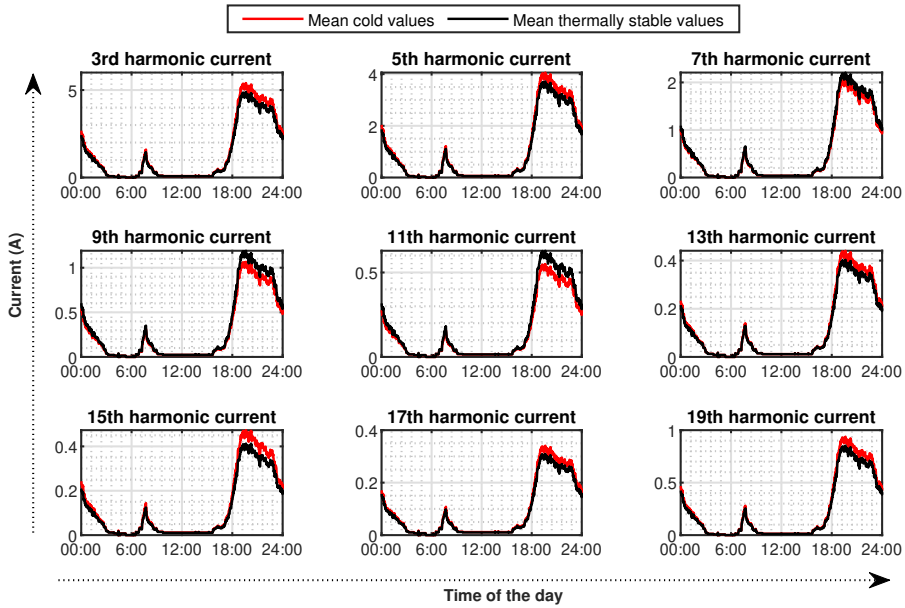 Mean cold values Mean thermally stable values
3rd harmonic current 5th harmonic current 7th harmonic current
5 4 2
2 1
0 0 0
00:00 6:00 12:00 18:00 24:00 00:00 6:00 12:00 18:00 24:00 00:00 6:00 12:00 18:00 24:00
9th harmonic current 11th harmonic current 13th harmonic current
1 0.5 0.4
0.5 0.2
0 0 0
00:00 6:00 12:00 18:00 24:00 00:00 6:00 12:00 18:00 24:00 00:00 6:00 12:00 18:00 24:00
15th harmonic current 17th harmonic current 19th harmonic current
0.4 0.4 1
0.2 0.2 0.5
0 0 0
00:00 6:00 12:00 18:00 24:00 00:00 6:00 12:00 18:00 24:00 00:00 6:00 12:00 18:00 24:00
Current (A)
Time of the day